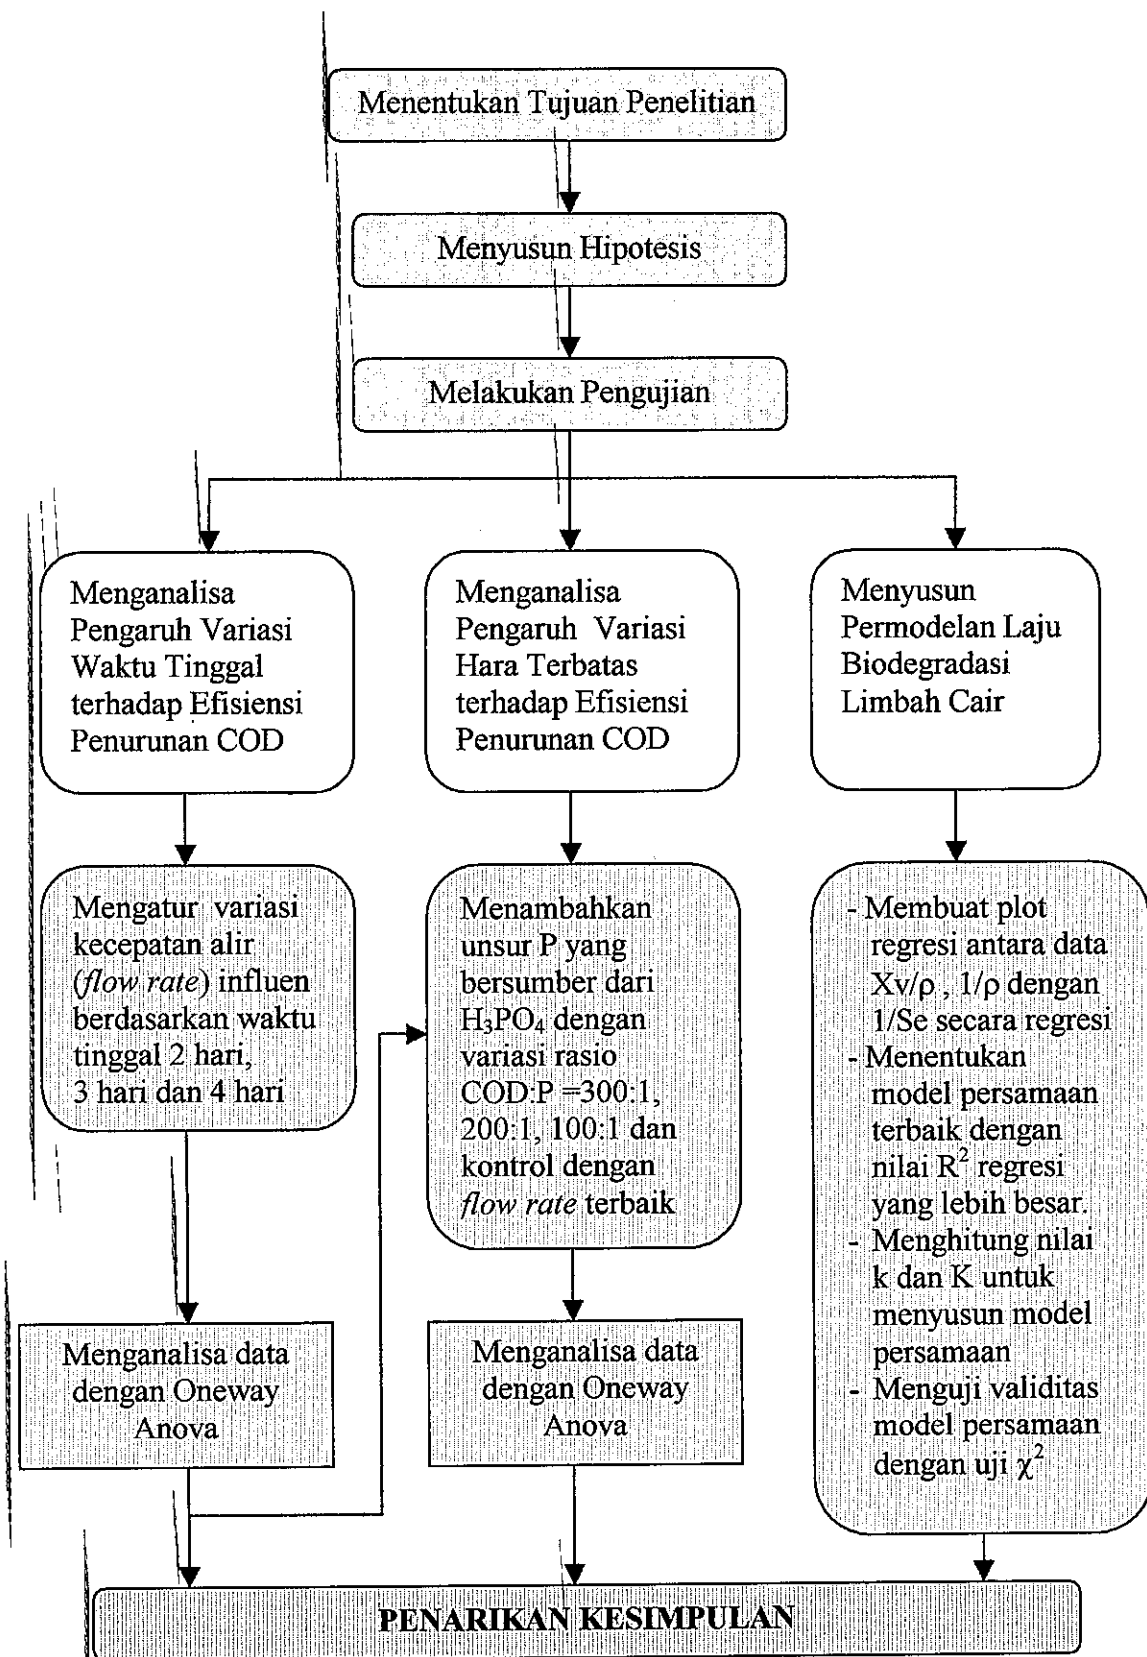 Menentukan Tujuan Penelitian
Menyusun Hipotesis
Melakukan Pengujian
Menganalisa
Pengaruh Variasi
Waktu Tinggal
terhadap Efisiensi
Penurunan COD
Menganalisa
Pengaruh Variasi
Hara Terbatas
terhadap Efisiensi
Penurunan COD
Menyusun
Permodelan Laju
Biodegradasi
Limbah Cair
Mengatur variasi
kecepatan alir
(flow rate) influen
berdasarkan waktu
tinggal 2 hari,
3 hari dan 4 hari
Menambahkan
unsur P yang
bersumber dari
H₃PO₄ dengan
variasi rasio
COD:P =300:1,
200:1, 100:1 dan
kontrol dengan
flow rate terbaik
- Membuat plot
regresi antara data
Xv/ρ , 1/ρ dengan
1/Se secara regresi
- Menentukan
model persamaan
terbaik dengan
nilai R² regresi
yang lebih besar.
- Menghitung nilai
k dan K untuk
menyusun model
persamaan
- Menguji validitas
model persamaan
dengan uji χ²
Menganalisa data
dengan Oneway
Anova
Menganalisa data
dengan Oneway
Anova
PENARIKAN KESIMPULAN